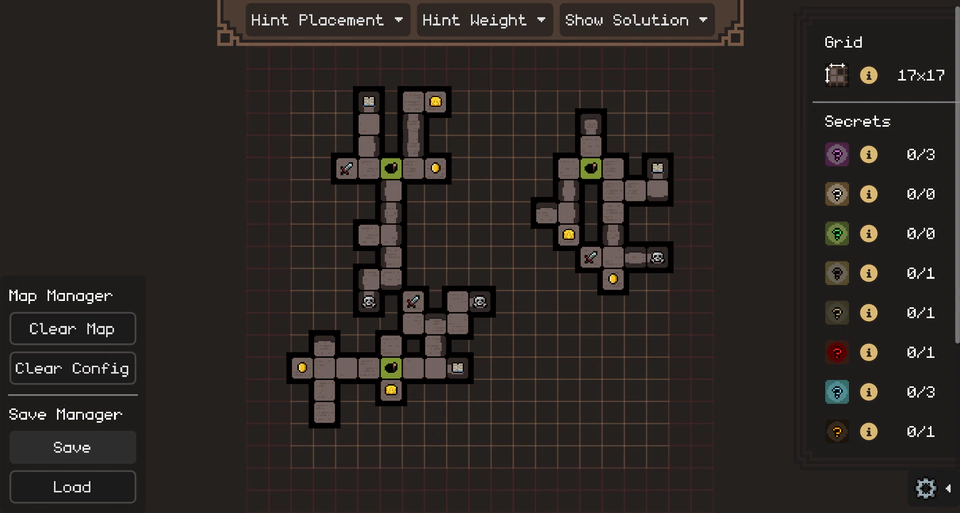 Hint Placement
Hint Weight
Show Solution
Grid
17x17
Secrets
0/3
0/0
0/0
0/1
0/1
0/1
0/3
0/1
Map Manager
Clear Map
Clear Config
Save Manager
Save
Load